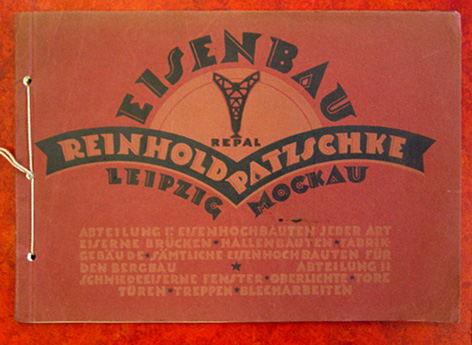 EISENBAU
REPAL
REINHOLD PATZSCHKE
LEIPZIG MOCKAU
ABTEILUNG I: EISENHOCHBAUTEN JEDER ART
EISERNE BRÜCKEN ★ HALLENBAUTEN ★ FABRIK-
GEBÄUDE ★ SÄMTLICHE EISENHOCHBAUTEN FÜR
DEN BERGBAU ★ ABTEILUNG II
SCHMIEDEEISERNE FENSTER ★ OBERLICHTE ★ TORE
TÜREN ★ TREPPEN ★ BLECHARBEITEN